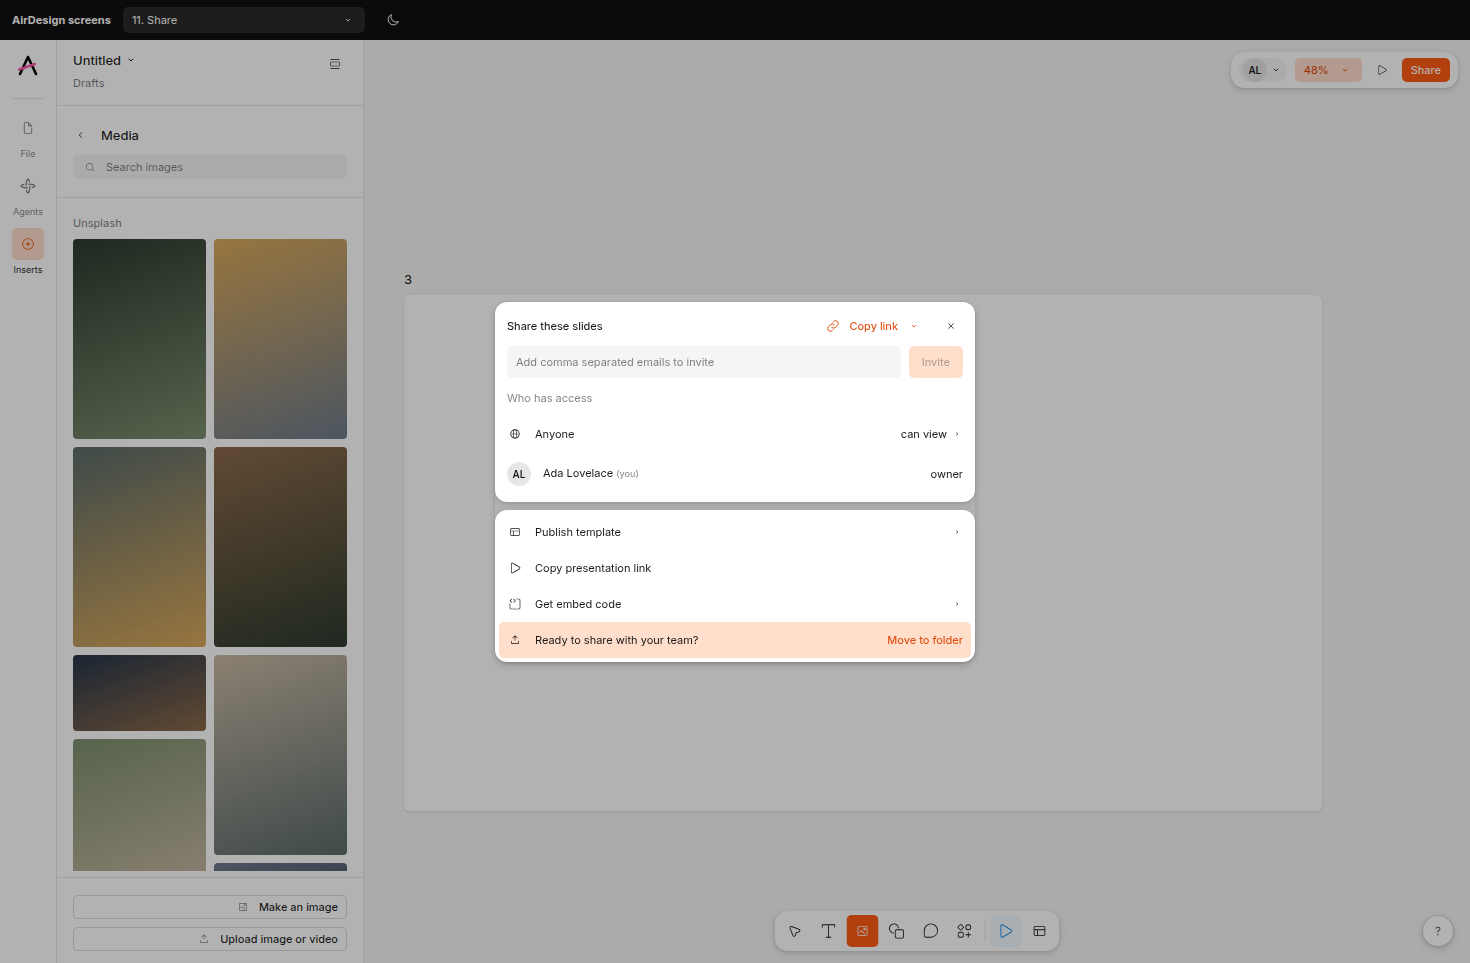 AirDesign screens
11. Share
Untitled
Drafts
AL
48%
Share
File
Agents
Inserts
Media
Search images
Unsplash
3
Share these slides
Copy link
Add comma separated emails to invite
Invite
Who has access
Anyone
can view
AL
Ada Lovelace (you)
owner
Publish template
Copy presentation link
Get embed code
Ready to share with your team?
Move to folder
Make an image
Upload image or video
?